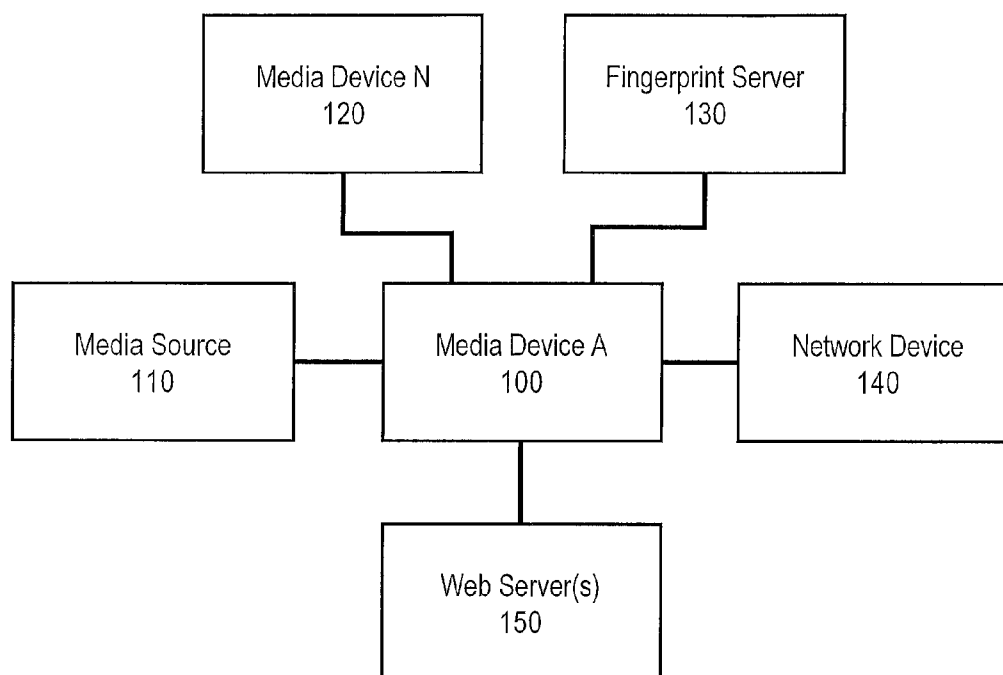 Media Device N
120
Fingerprint Server
130
Media Source
110
Media Device A
100
Network Device
140
Web Server(s)
150